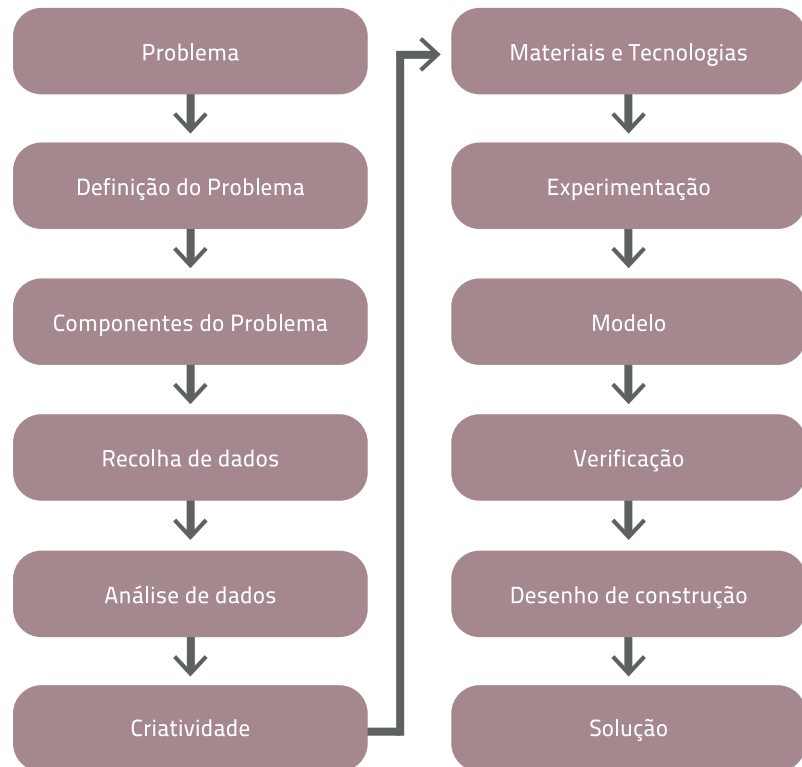 Problema
Definição do Problema
Componentes do Problema
Recolha de dados
Análise de dados
Criatividade
Materiais e Tecnologias
Experimentação
Modelo
Verificação
Desenho de construção
Solução